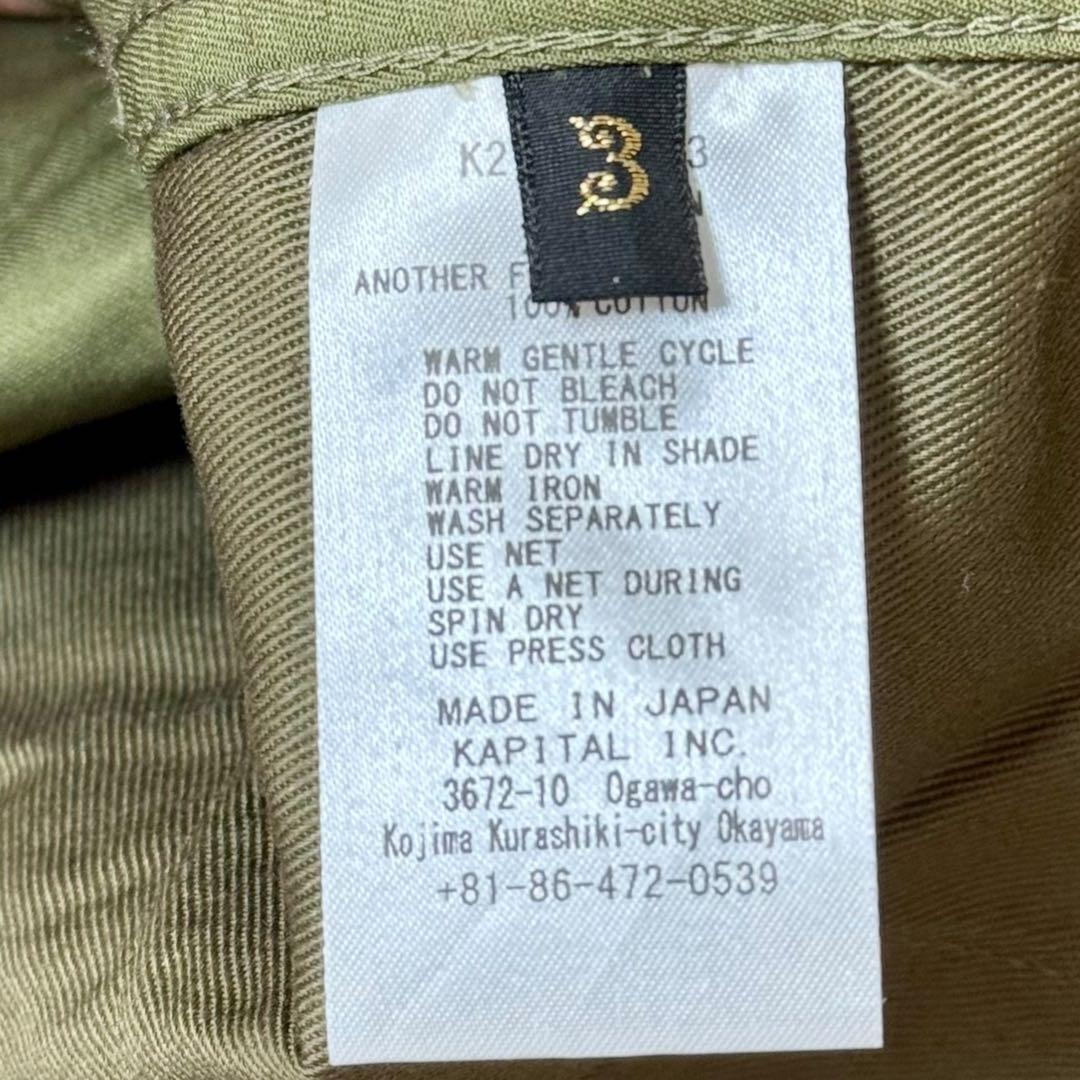 3
ANOTHER
100% COTTON
WARM GENTLE CYCLE
DO NOT BLEACH
DO NOT TUMBLE
LINE DRY IN SHADE
WARM IRON
WASH SEPARATELY
USE NET
USE A NET DURING
SPIN DRY
USE PRESS CLOTH
MADE IN JAPAN
KAPITAL INC.
3672-10 Ogawa-cho
Kojima Kurashiki-city Okayama
+81-86-472-0539